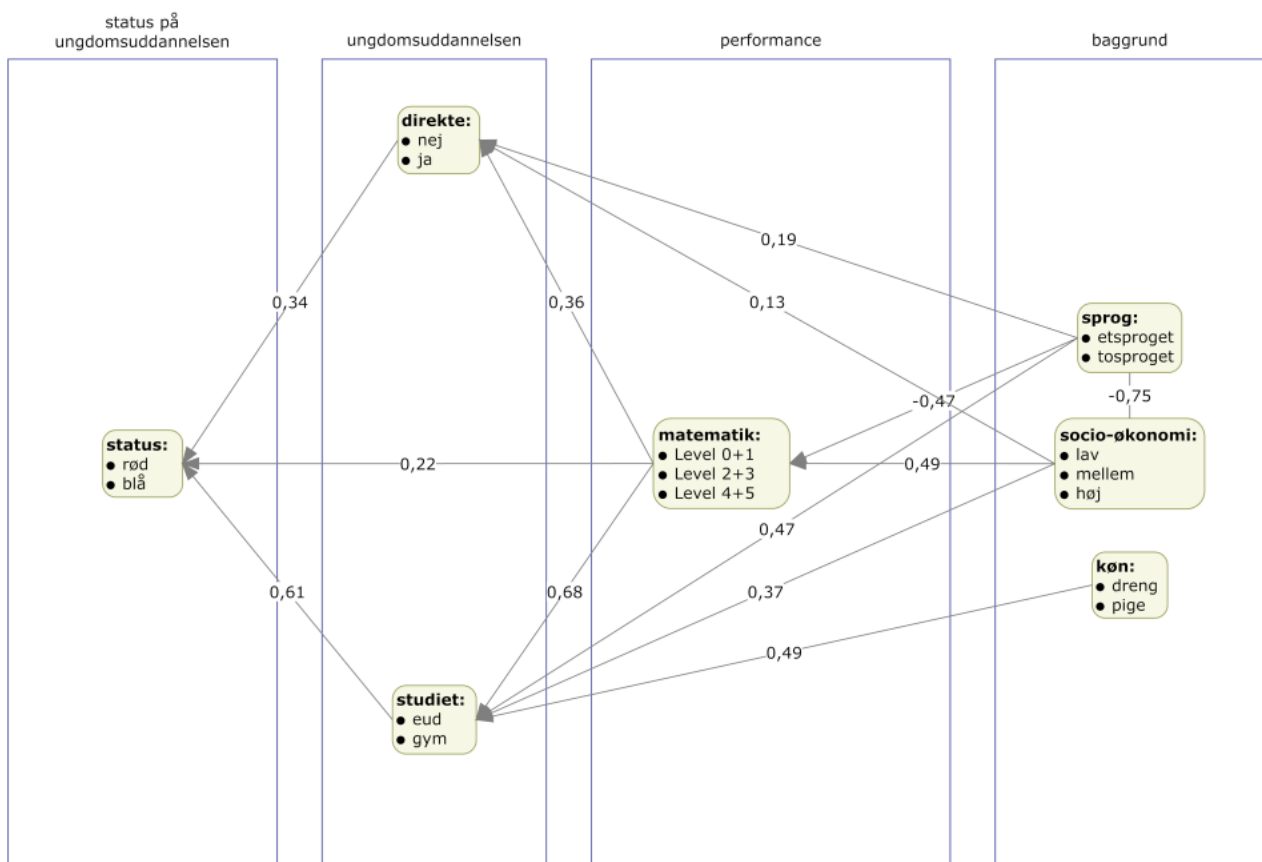 status på
ungdomsuddannelsen
ungdomsuddannelsen
performance
baggrund
direkte:
● nej
● ja
0,19
0,34
0,36
0,13
sprog:
● etsproget
● tosproget
-0,75
-0,47
status:
● rød
● blå
matematik:
● Level 0+1
● Level 2+3
● Level 4+5
socio-økonomi:
● lav
● mellem
● høj
0,22
0,49
0,47
køn:
● dreng
● pige
0,61
0,68
0,37
0,49
studiet:
● eud
● gym